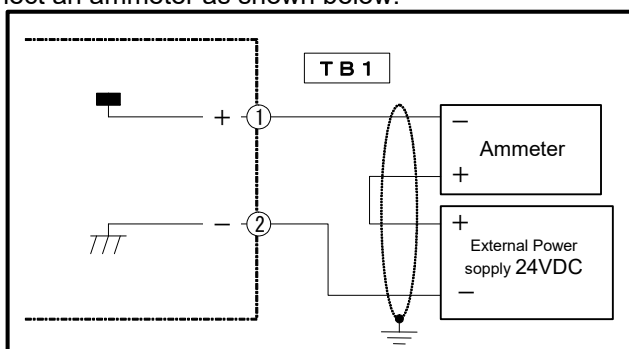 nect an ammeter as shown below.
TB1
+ 1
−
Ammeter
+
− 2
+
External Power
sopply 24VDC
−